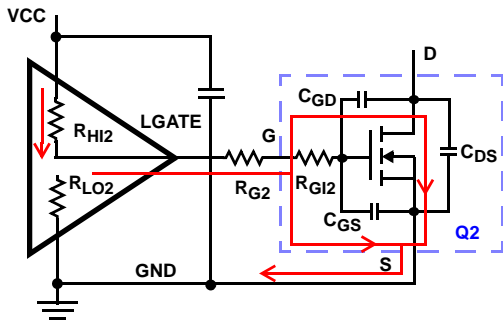 VCC
D
CGD
RHI2
LGATE
G
CDS
RLO2
RG2
RGI2
CGS
Q2
GND
S